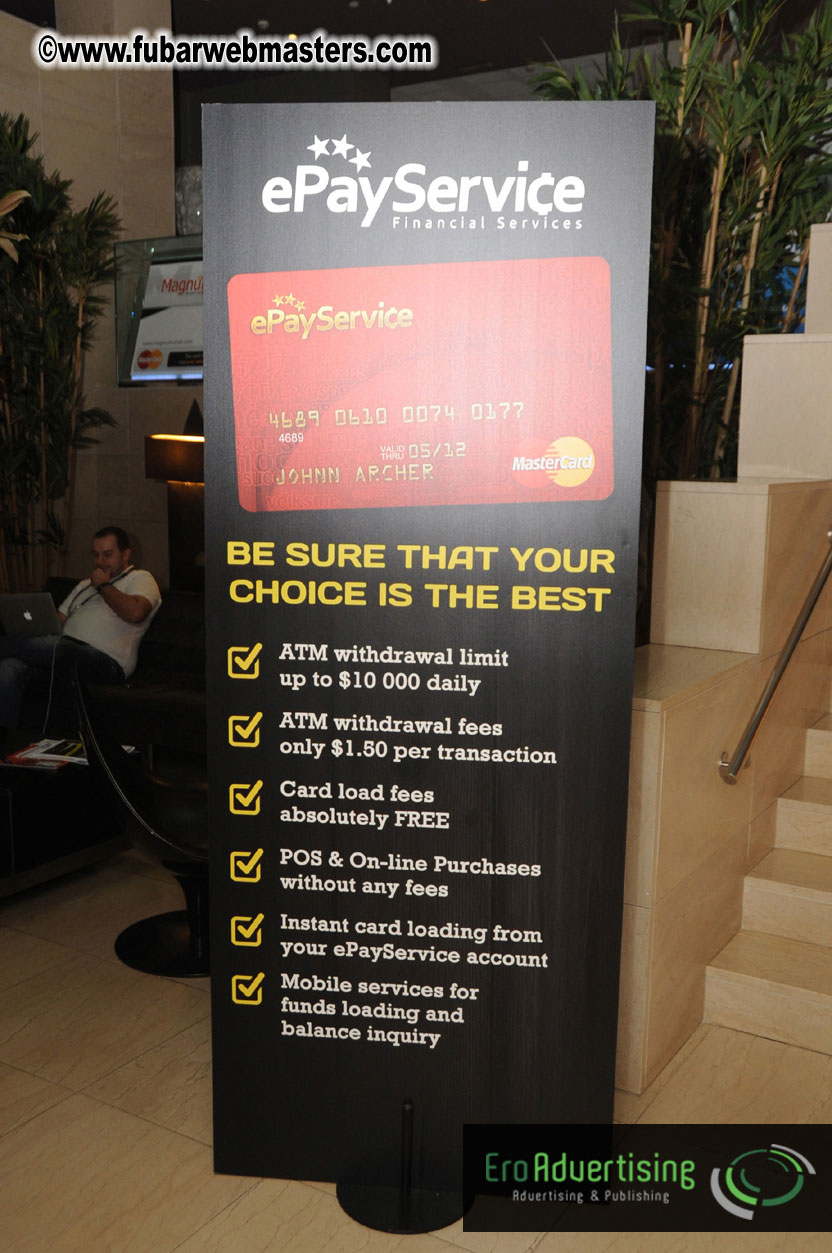 ©www.fubarwebmasters.com
ePayService
Financial Services
Magnu
MasterCard
ePayService
4689 0610 0074 0177
4689
VALID THRU 05/12
JOHNN ARCHER
MasterCard
BE SURE THAT YOUR
CHOICE IS THE BEST
ATM withdrawal limit
up to $10 000 daily
ATM withdrawal fees
only $1.50 per transaction
Card load fees
absolutely FREE
POS & On-line Purchases
without any fees
Instant card loading from
your ePayService account
Mobile services for
funds loading and
balance inquiry
EroAdvertising
Advertising & Publishing